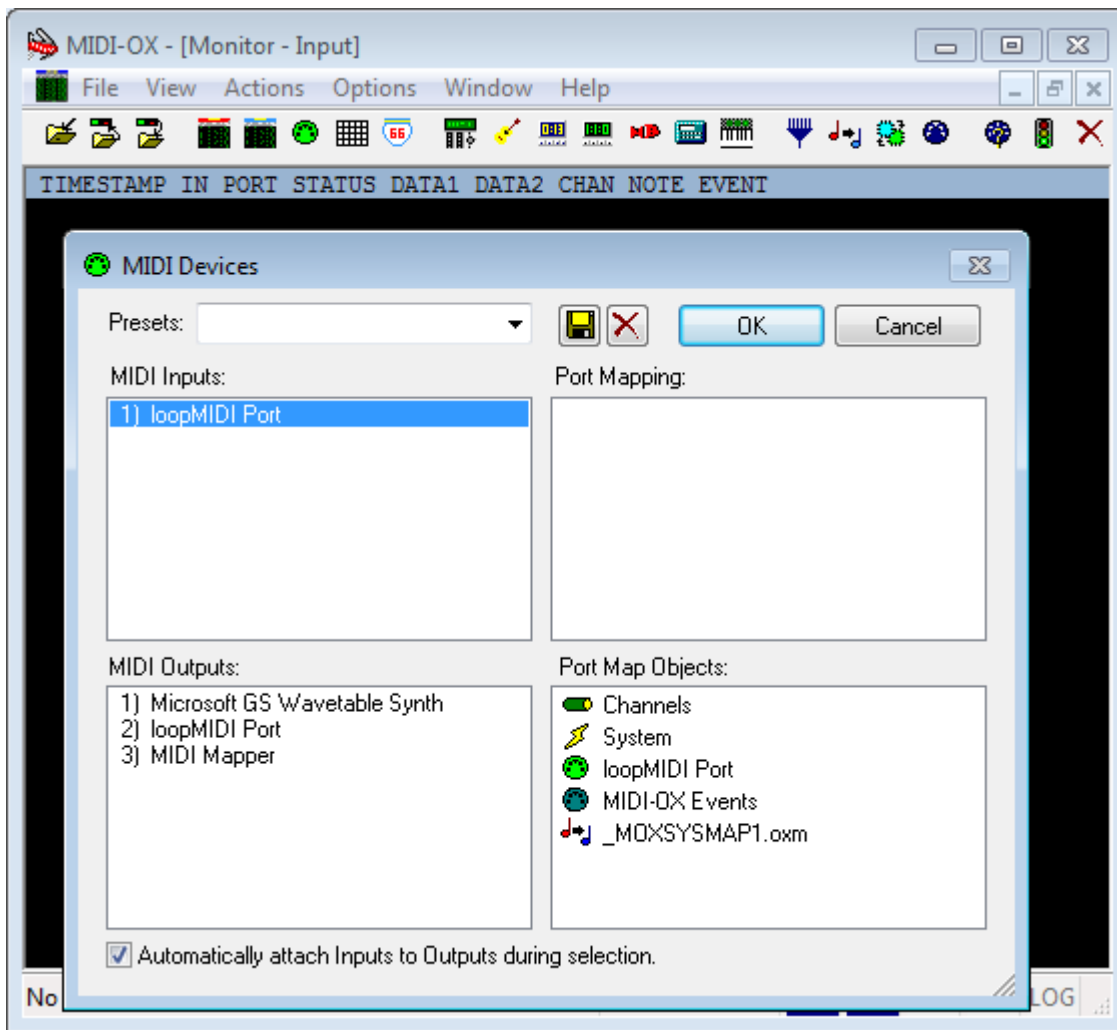 MIDI-OX - [Monitor - Input]
File View Actions Options Window Help
66
TIMESTAMP IN PORT STATUS DATA1 DATA2 CHAN NOTE EVENT
MIDI Devices
Presets:
OK
Cancel
MIDI Inputs:
1) loopMIDI Port
Port Mapping:
MIDI Outputs:
1) Microsoft GS Wavetable Synth
2) loopMIDI Port
3) MIDI Mapper
Port Map Objects:
Channels
System
loopMIDI Port
MIDI-OX Events
_MOXSYSMAP1.oxm
Automatically attach Inputs to Outputs during selection.
No
LOG